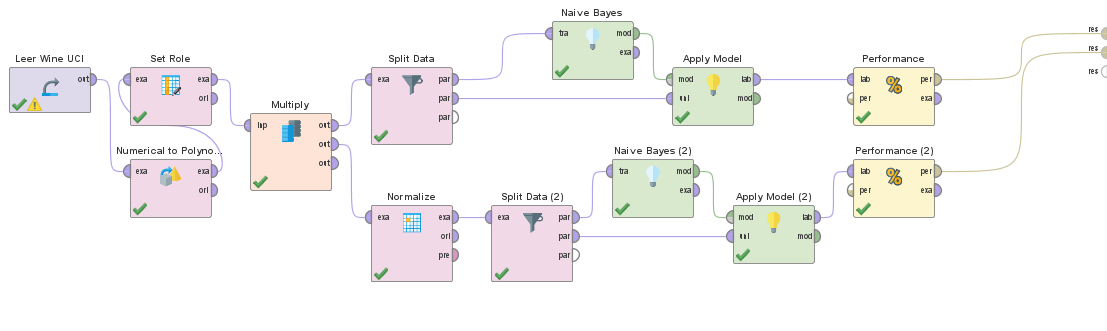 Leer Wine UCI
out
Set Role
exa
exa
ori
Numerical to Polyno...
exa
exa
ori
Multiply
inp
out
out
out
Split Data
exa
par
par
par
Naive Bayes
tra
mod
exa
Apply Model
mod
unl
lab
mod
Performance
lab
per
per
exa
Normalize
exa
exa
ori
pre
Split Data (2)
exa
par
par
par
Naive Bayes (2)
tra
mod
exa
Apply Model (2)
mod
unl
lab
mod
Performance (2)
lab
per
per
exa
res
res
res